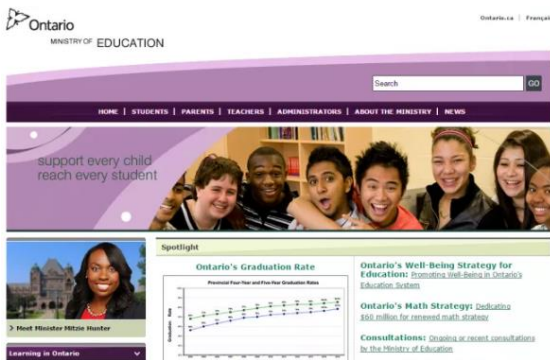 Ontario
MINISTRY OF EDUCATION
Ontario.ca | Françai
Search GO
HOME | STUDENTS | PARENTS | TEACHERS | ADMINISTRATORS | ABOUT THE MINISTRY | NEWS
support every child
reach every student
> Meet Minister Mitzie Hunter
Learning in Ontario
Spotlight
Ontario's Graduation Rate
Provincial Four-Year and Five-Year Graduation Rates
Graduation Rate
Ontario's Well-Being Strategy for
Education: Promoting Well-Being in Ontario's
Education System
Ontario's Math Strategy: Dedicating
$60 million for renewed math strategy
Consultations: Ongoing or recent consultations
by the Ministry of Education